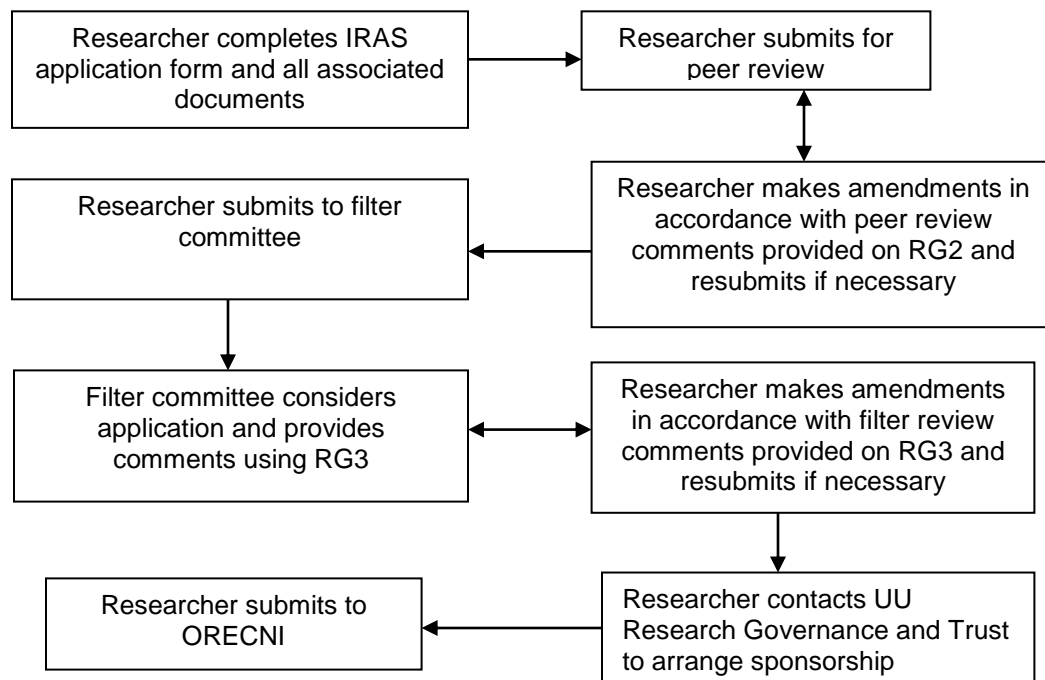 Researcher completes IRAS
application form and all associated
documents
Researcher submits for
peer review
Researcher makes amendments in
accordance with peer review
comments provided on RG2 and
resubmits if necessary
Researcher submits to filter
committee
Filter committee considers
application and provides
comments using RG3
Researcher makes amendments
in accordance with filter review
comments provided on RG3 and
resubmits if necessary
Researcher contacts UU
Research Governance and Trust
to arrange sponsorship
Researcher submits to
ORECNI